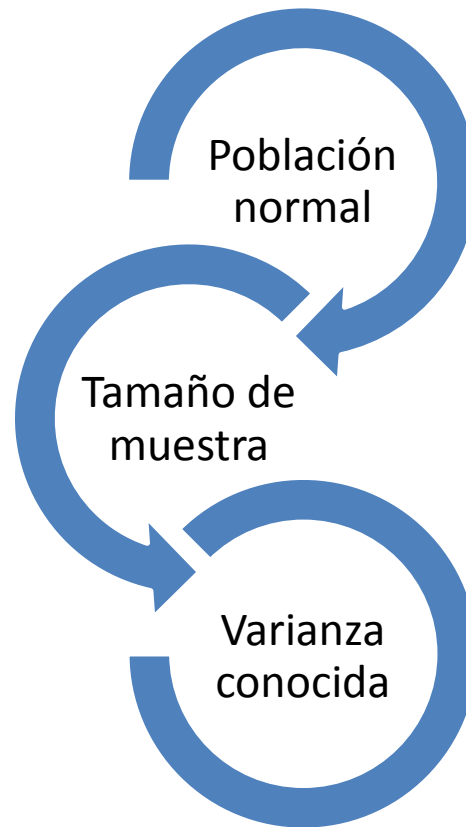 Población
normal
Tamaño de
muestra
Varianza
conocida